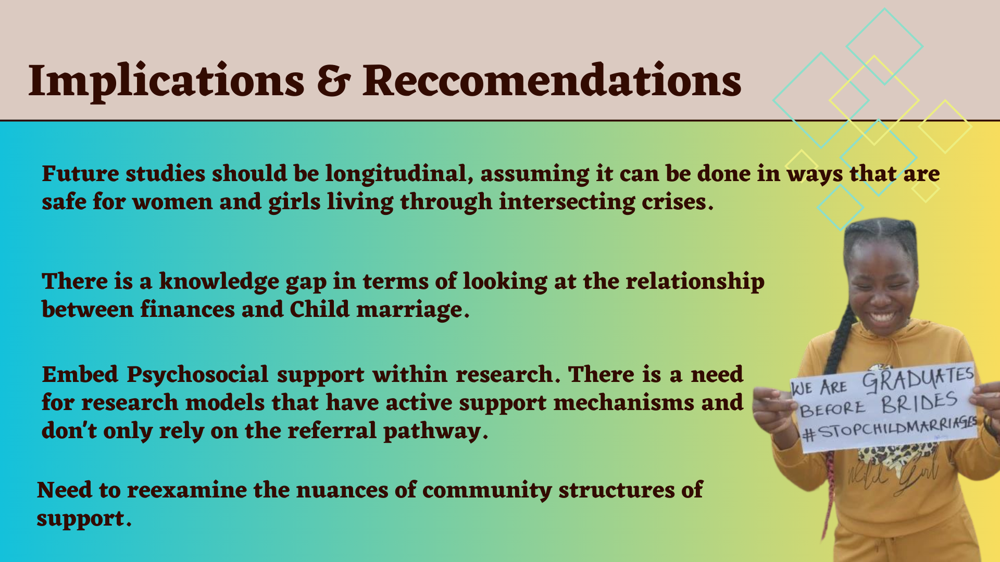 Implications & Reccomendations
Future studies should be longitudinal, assuming it can be done in ways that are
safe for women and girls living through intersecting crises.
There is a knowledge gap in terms of looking at the relationship
between finances and Child marriage.
Embed Psychosocial support within research. There is a need
for research models that have active support mechanisms and
don't only rely on the referral pathway.
Need to reexamine the nuances of community structures of
support.
WE ARE GRADUATES
BEFORE BRIDES
#STOPCHILDMARRIAGES
Wild Girl